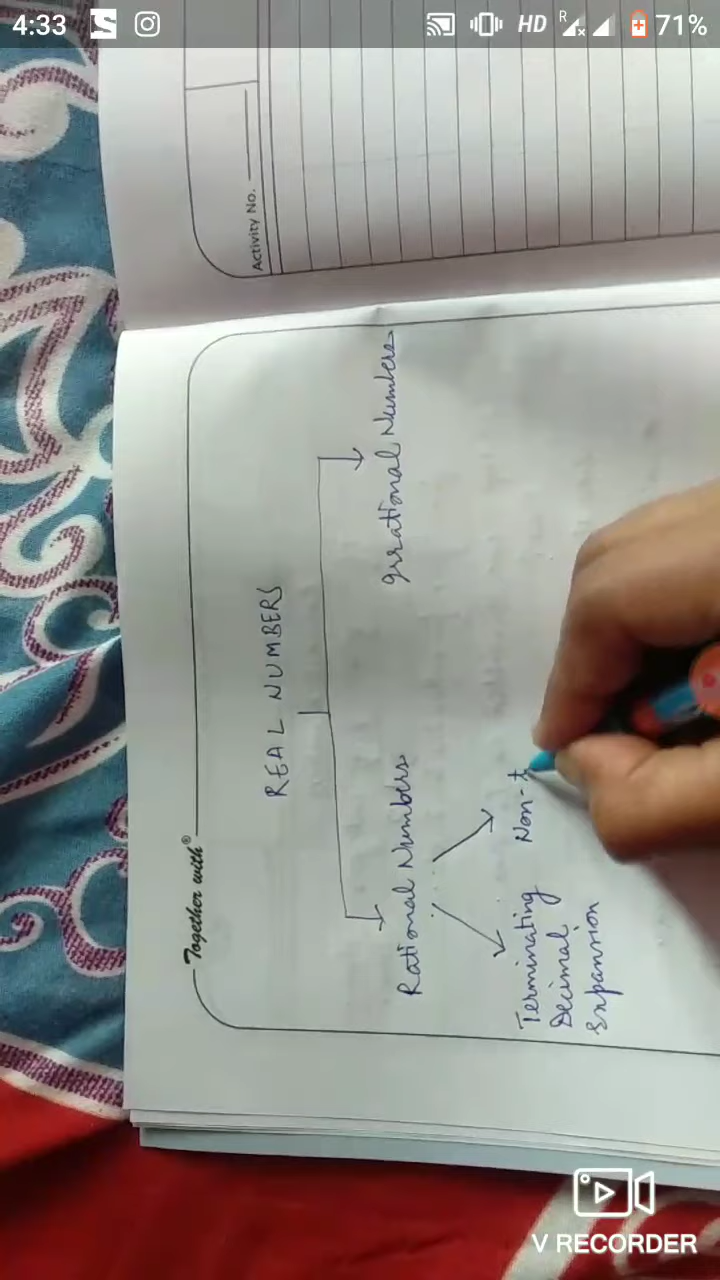 4:33
HD R 71%
Activity No.
Together with®
REAL NUMBERS
Rational Numbers
Irrational Numbers
Terminating
Decimal
Expansion
Non-t
V RECORDER